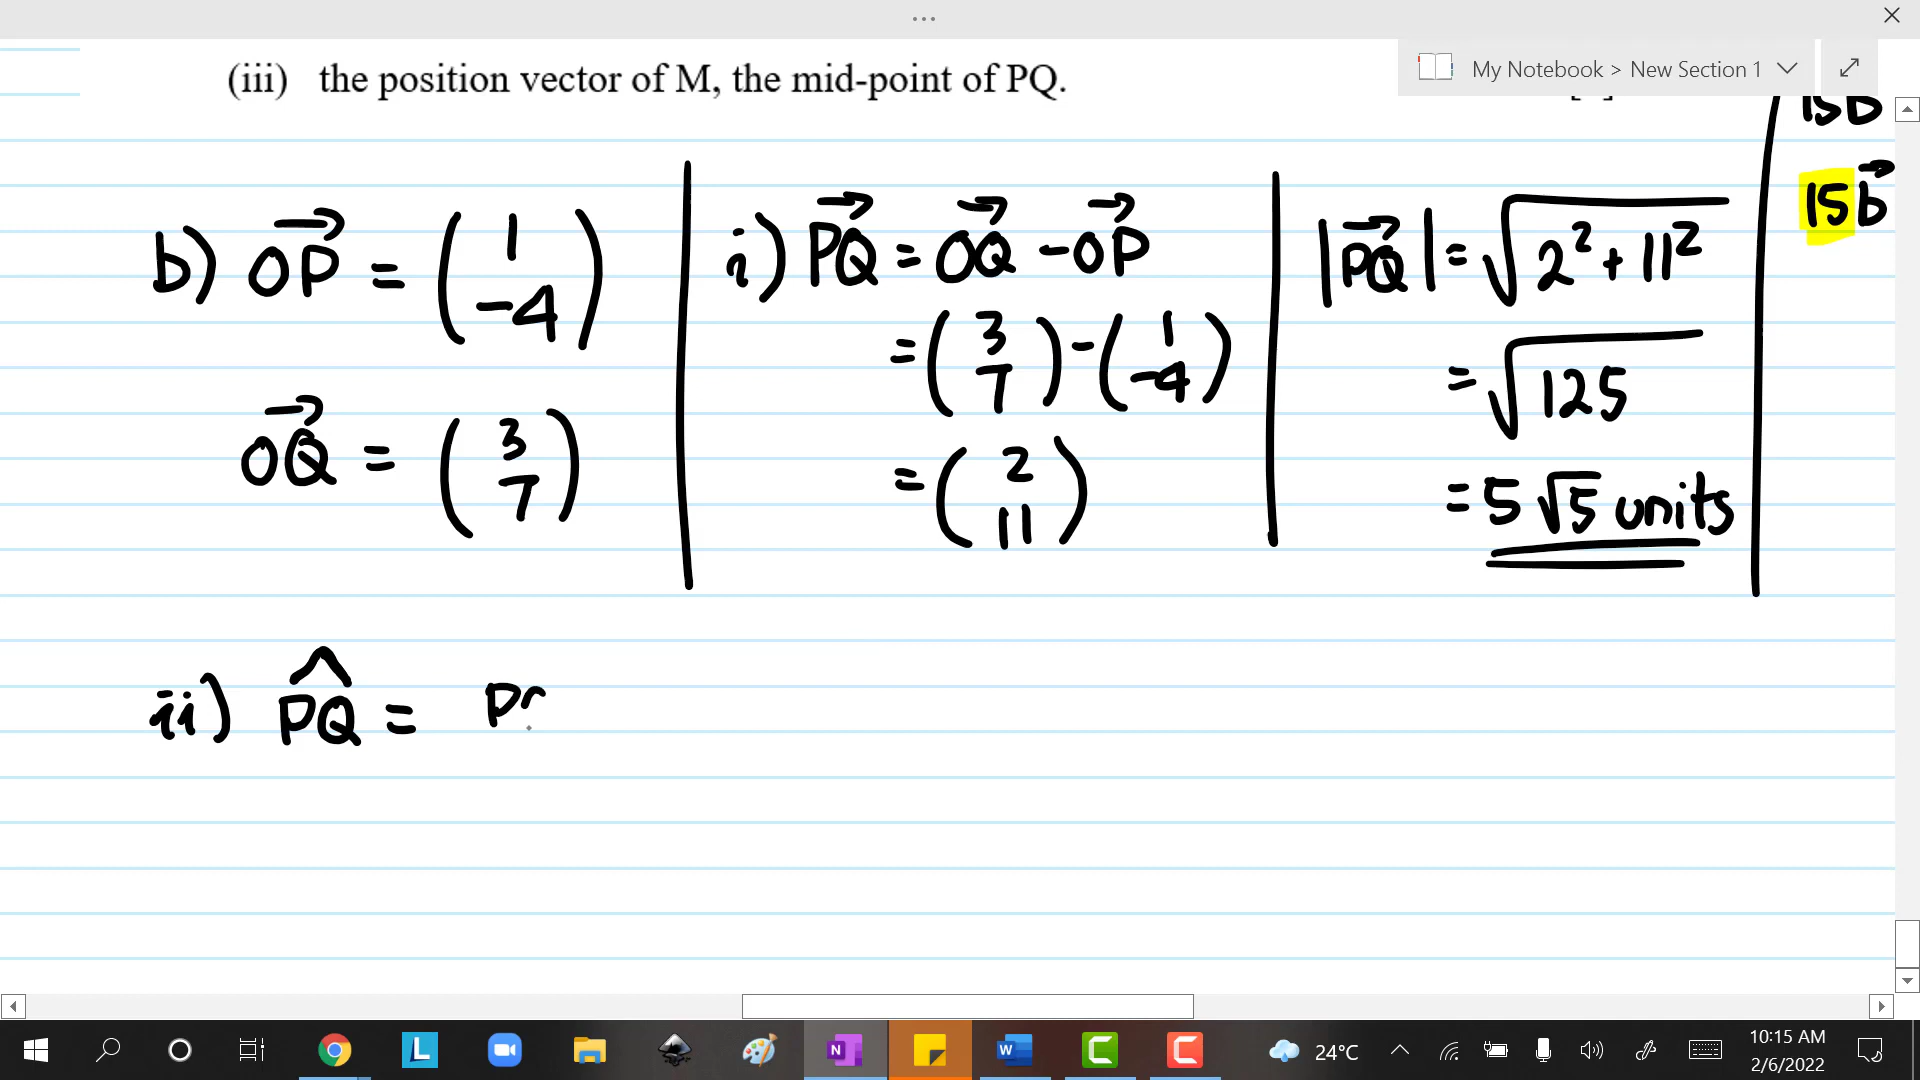 (iii) the position vector of M, the mid-point of PQ.
My Notebook > New Section 1
15b
15b⃗
b) OP⃗ = (1 -4)
OQ⃗ = (3 7)
i) PQ⃗ = OQ⃗ - OP⃗
= (3 7) - (1 -4)
= (2 11)
|PQ⃗| = √2² + 11²
= √125
= 5√5 units
ii) P̂Q = P
L
N
W
24°C
10:15 AM
2/6/2022